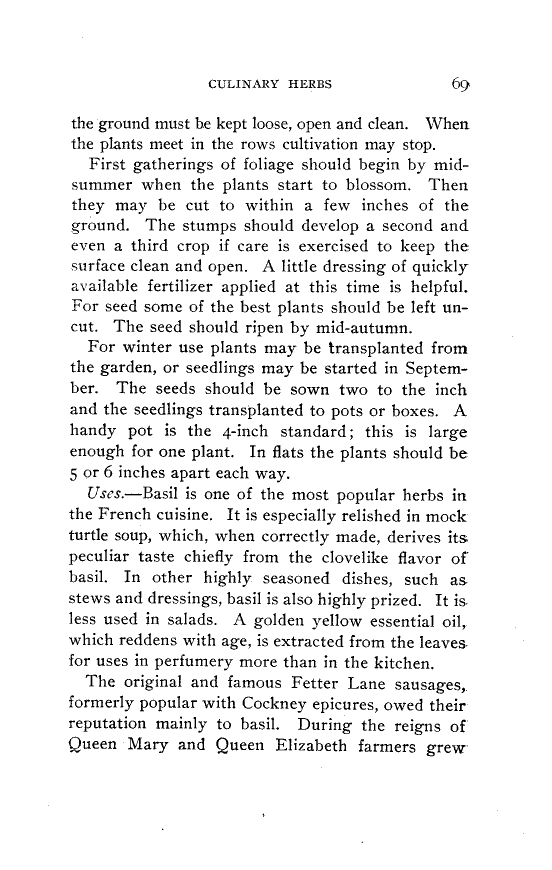 CULINARY HERBS 69
the ground must be kept loose, open and clean. When
the plants meet in the rows cultivation may stop.
First gatherings of foliage should begin by mid-
summer when the plants start to blossom. Then
they may be cut to within a few inches of the
ground. The stumps should develop a second and
even a third crop if care is exercised to keep the
surface clean and open. A little dressing of quickly
available fertilizer applied at this time is helpful.
For seed some of the best plants should be left un-
cut. The seed should ripen by mid-autumn.
For winter use plants may be transplanted from
the garden, or seedlings may be started in Septem-
ber. The seeds should be sown two to the inch
and the seedlings transplanted to pots or boxes. A
handy pot is the 4-inch standard; this is large
enough for one plant. In flats the plants should be
5 or 6 inches apart each way.
Uses.—Basil is one of the most popular herbs in
the French cuisine. It is especially relished in mock
turtle soup, which, when correctly made, derives its
peculiar taste chiefly from the clovelike flavor of
basil. In other highly seasoned dishes, such as
stews and dressings, basil is also highly prized. It is
less used in salads. A golden yellow essential oil,
which reddens with age, is extracted from the leaves
for uses in perfumery more than in the kitchen.
The original and famous Fetter Lane sausages,
formerly popular with Cockney epicures, owed their
reputation mainly to basil. During the reigns of
Queen Mary and Queen Elizabeth farmers grew